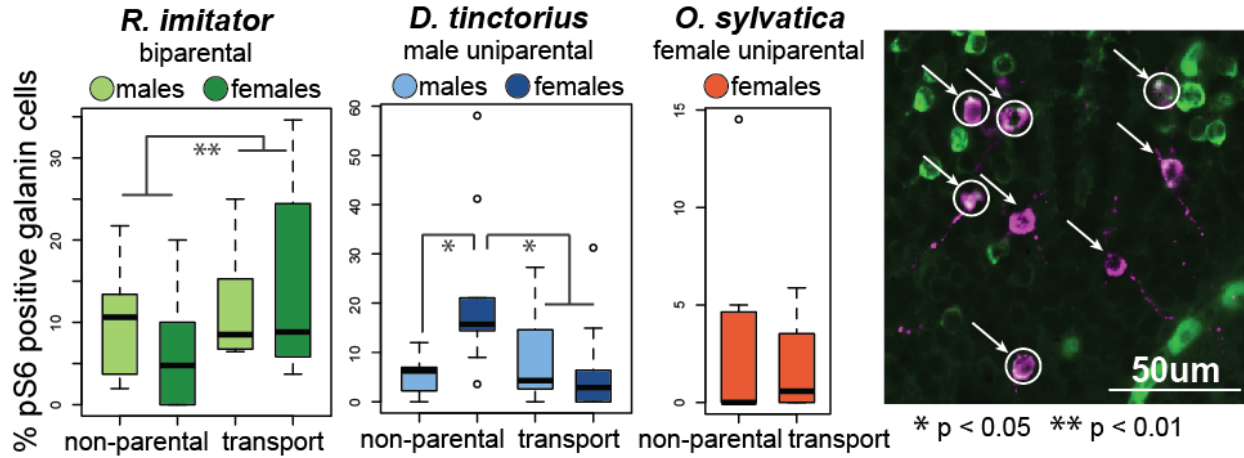 R. imitator
biparental
males females
D. tinctorius
male uniparental
males females
O. sylvatica
female uniparental
females
% pS6 positive galanin cells
30
20
10
0
non-parental transport
60
50
40
30
20
10
0
non-parental transport
15
10
5
0
non-parental transport
**
* *
50um
* p < 0.05 ** p < 0.01